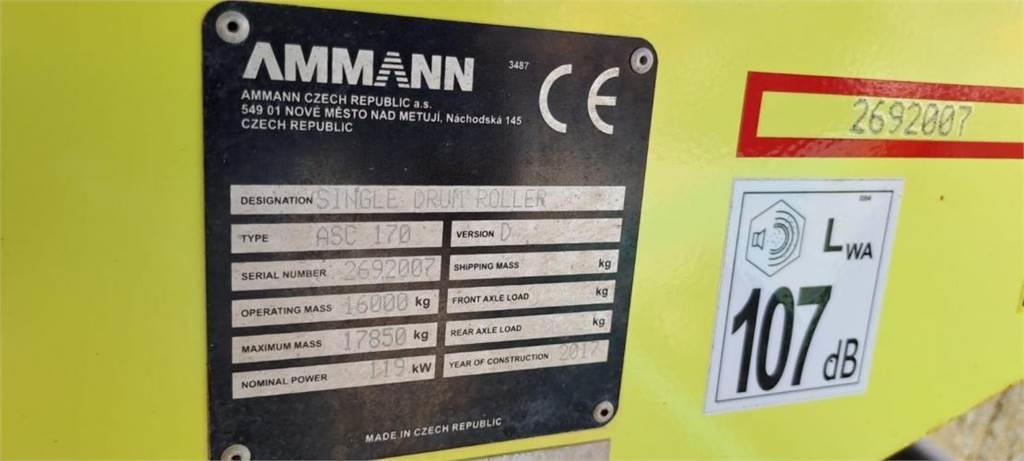 AMMANN
3487
CE
AMMANN CZECH REPUBLIC a.s.
549 01 NOVÉ MĚSTO NAD METUJÍ, Náchodská 145
CZECH REPUBLIC
DESIGNATION SINGLE DRUM ROLLER
TYPE ASC 170 VERSION D
SERIAL NUMBER 2692007 SHIPPING MASS kg
OPERATING MASS 16000 kg FRONT AXLE LOAD kg
MAXIMUM MASS 17850 kg REAR AXLE LOAD kg
NOMINAL POWER 119 kW YEAR OF CONSTRUCTION 2017
MADE IN CZECH REPUBLIC
2692007
LWA
107 dB